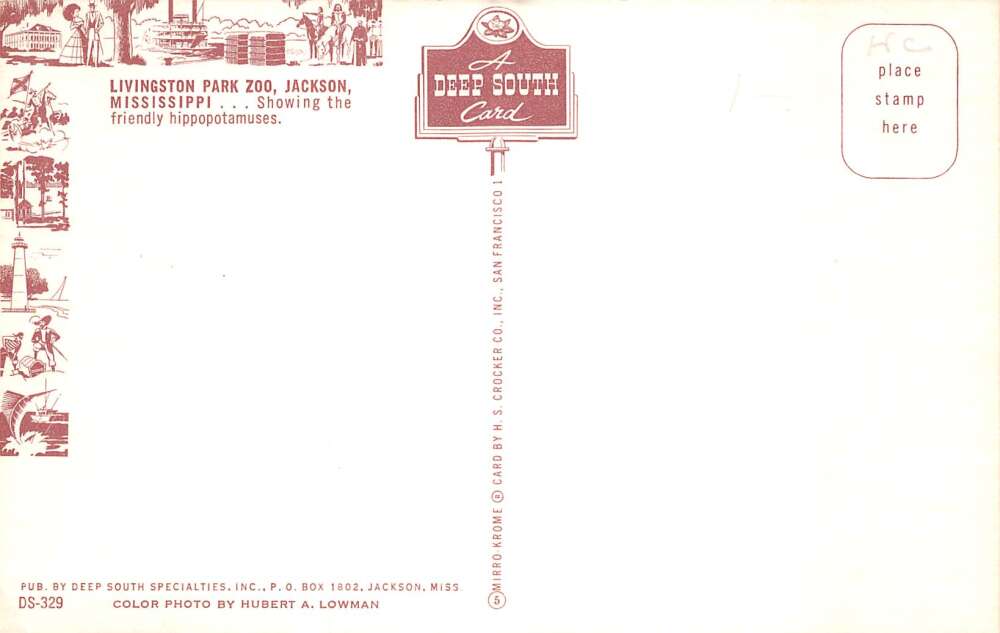 LIVINGSTON PARK ZOO, JACKSON,
MISSISSIPPI . . . Showing the
friendly hippopotamuses.
A
DEEP SOUTH
Card
HC
place
stamp
here
MIRRO-KROME ® CARD BY H. S. CROCKER CO., INC., SAN FRANCISCO 1
5
PUB. BY DEEP SOUTH SPECIALTIES, INC., P. O. BOX 1802, JACKSON, MISS.
DS-329 COLOR PHOTO BY HUBERT A. LOWMAN